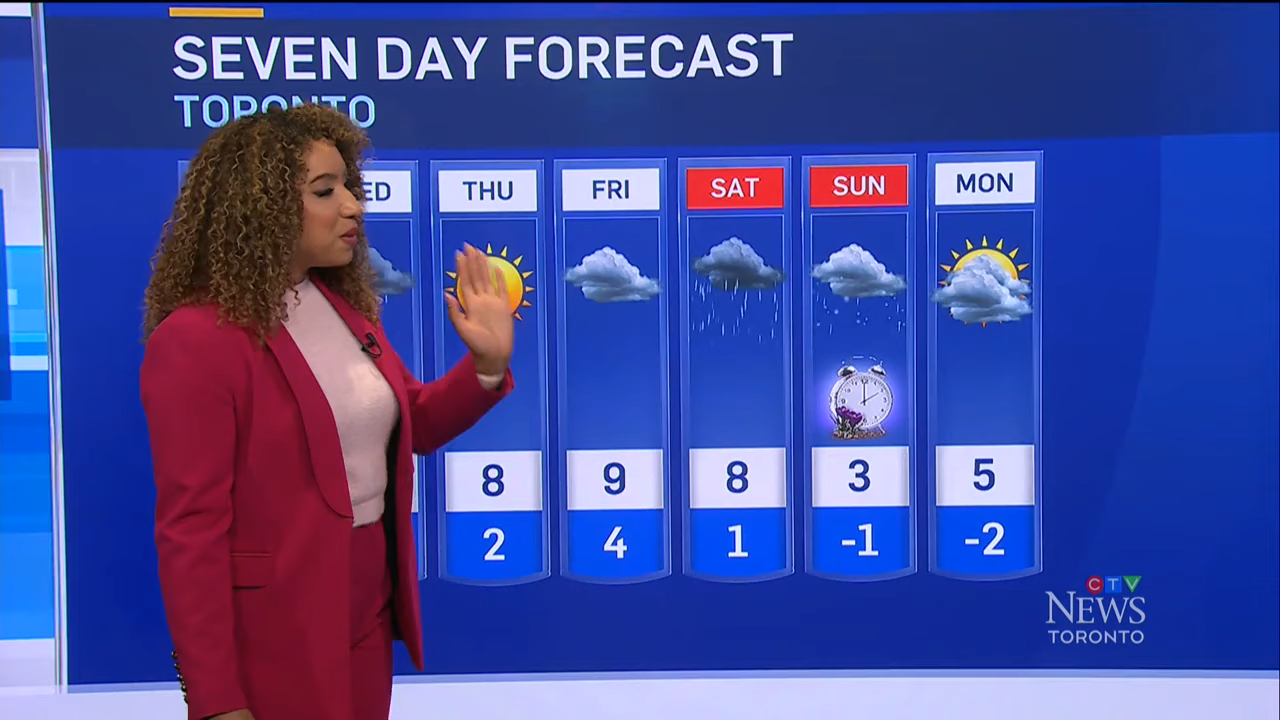 SEVEN DAY FORECAST
TORONTO
ED THU FRI SAT SUN MON
8 9 8 3 5
2 4 1 -1 -2
CTV
NEWS
TORONTO